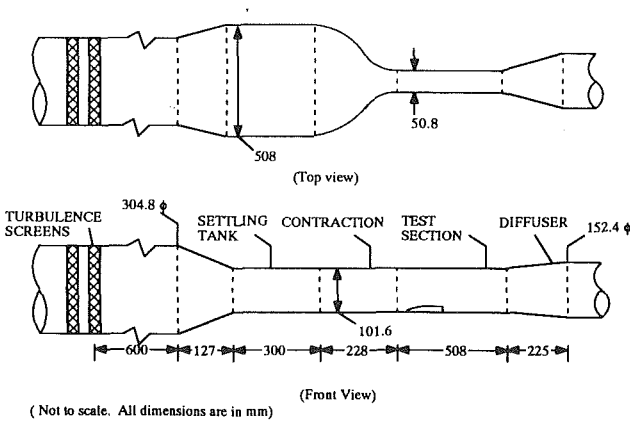 508
50.8
(Top view)
304.8 ϕ
TURBULENCE
SCREENS
SETTLING
TANK
CONTRACTION
TEST
SECTION
DIFFUSER
152.4 ϕ
101.6
600 127 300 228 508 225
(Front View)
( Not to scale. All dimensions are in mm)